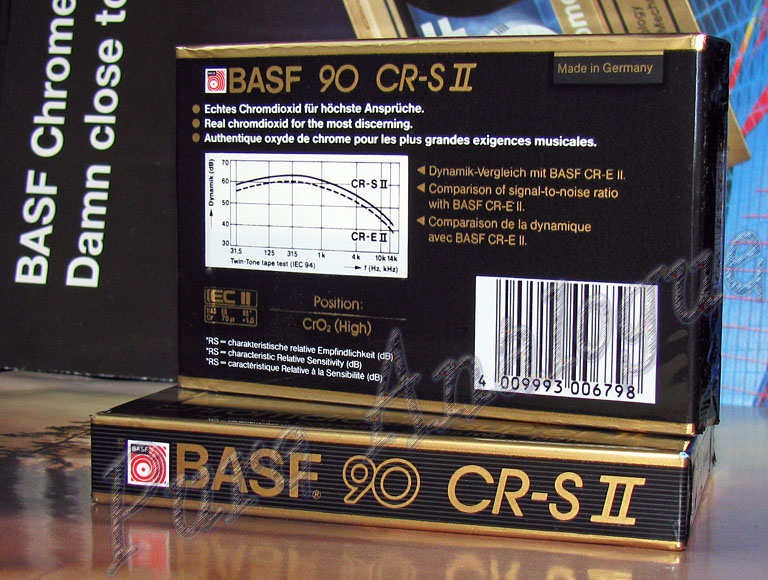 BASF Chrome
Damn close to
ology
Mecha
BASF 90 CR-S II
Made in Germany
Echtes Chromdioxid für höchste Ansprüche.
Real chromdioxid for the most discerning.
Authentique oxyde de chrome pour les plus grandes exigences musicales.
Dynamik (dB)
70
60
50
40
30
CR-S II
CR-E II
31,5 125 315 1k 4k 10k 14k
Twin-Tone tape test (IEC 94) f (Hz, kHz)
Dynamik-Vergleich mit BASF CR-E II.
Comparison of signal-to-noise ratio
with BASF CR-E II.
Comparaison de la dynamique
avec BASF CR-E II.
IEC II
Position:
CrO₂ (High)
*RS = charakteristische relative Empfindlichkeit (dB)
*RS = characteristic Relative Sensitivity (dB)
*RS = caractéristique Relative à la Sensibilité (dB)
4 009993 006798
BASF
BASF® 90 CR-S II
Pure Analogue